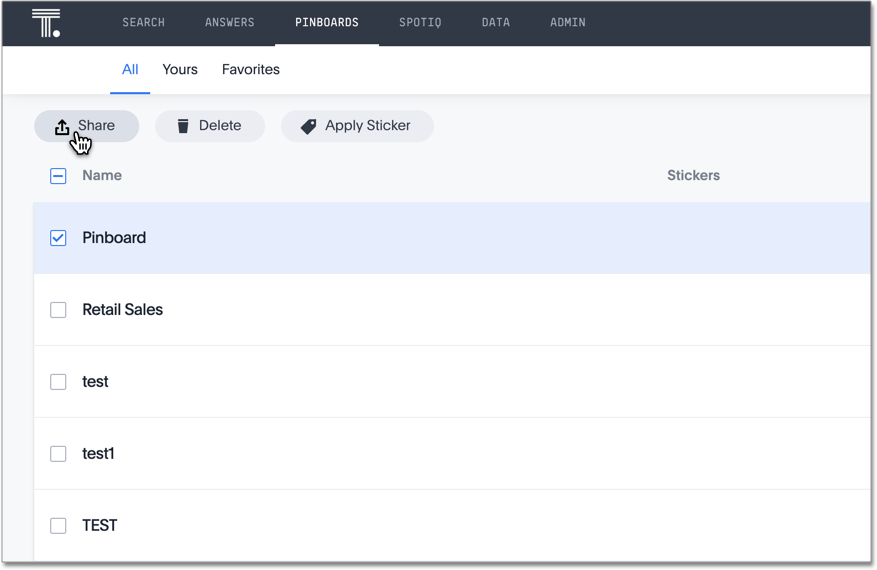 T.
SEARCH ANSWERS PINBOARDS SPOTIQ DATA ADMIN
All Yours Favorites
Share Delete Apply Sticker
Name Stickers
Pinboard
Retail Sales
test
test1
TEST